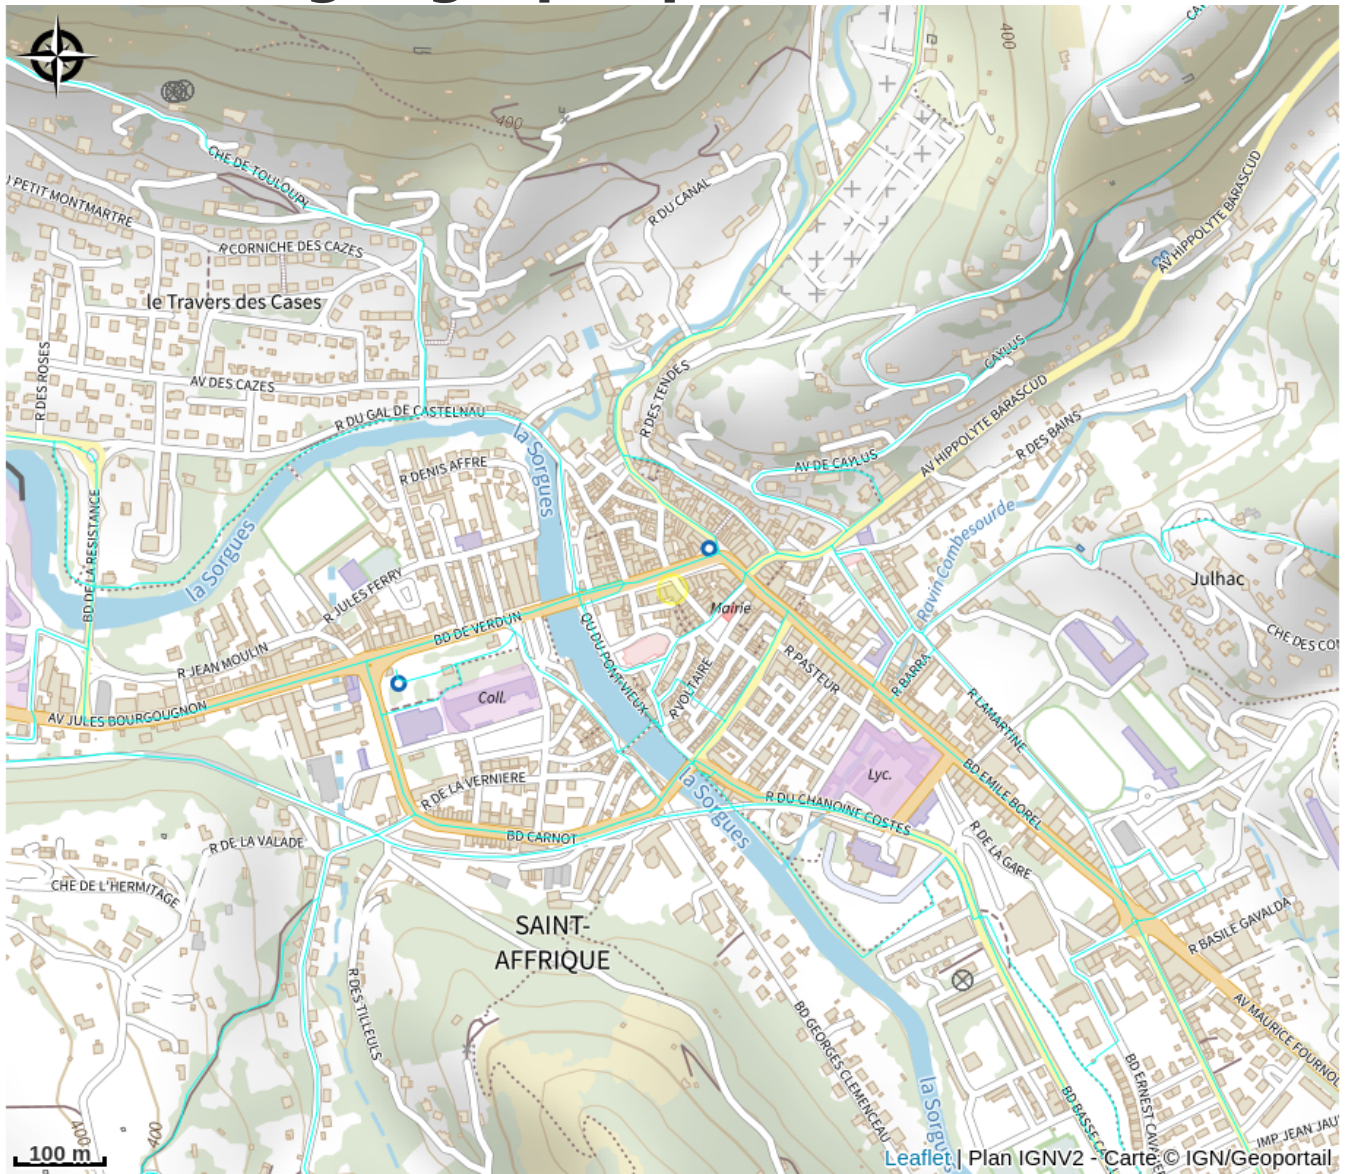 400
400
CHE DE TOULOUPI
PETIT MONTMARTRE
R CORNICHE DES CAZES
R DU CANAL
AV HIPPOLYTE BARASCUD
le Travers des Cases
R DES ROSES
AV DES CAZES
R DU GAL DE CASTELNAU
R DES TENDES
CAYLUS
AV HIPPOLYTE BARASCUD
R DES BAINS
AV DE CAYLUS
la Sorgues
R DENIS AFFRE
BD DE LA RESISTANCE
la Sorgues
Ravin Combesourde
R JULES FERRY
Julhac
Mairie
BD DE VERDUN
QU DU PONT-VIEUX
CHE DES
R JEAN MOULIN
R PASTEUR
R BARRA
R VOLTAIRE
R LAMARTINE
Coll.
AV JULES BOURGOUGNON
Lyc.
BD EMILE BOREL
R DE LA VERNIERE
la Sorgues
R DU CHANOINE COSTES
BD CARNOT
R DE LA GARE
R DE LA VALADE
CHE DE L'HERMITAGE
SAINT-
AFFRIQUE
R BASILE GAVALDA
R DES TILLEULS
BD GEORGES CLEMENCEAU
AV MAURICE FOURNOL
BD ERNEST
BD BASSE
la Sorgues
400
400
IMP JEAN JAU
100 m
Leaflet | Plan IGNV2 - Carte © IGN/Geoportail